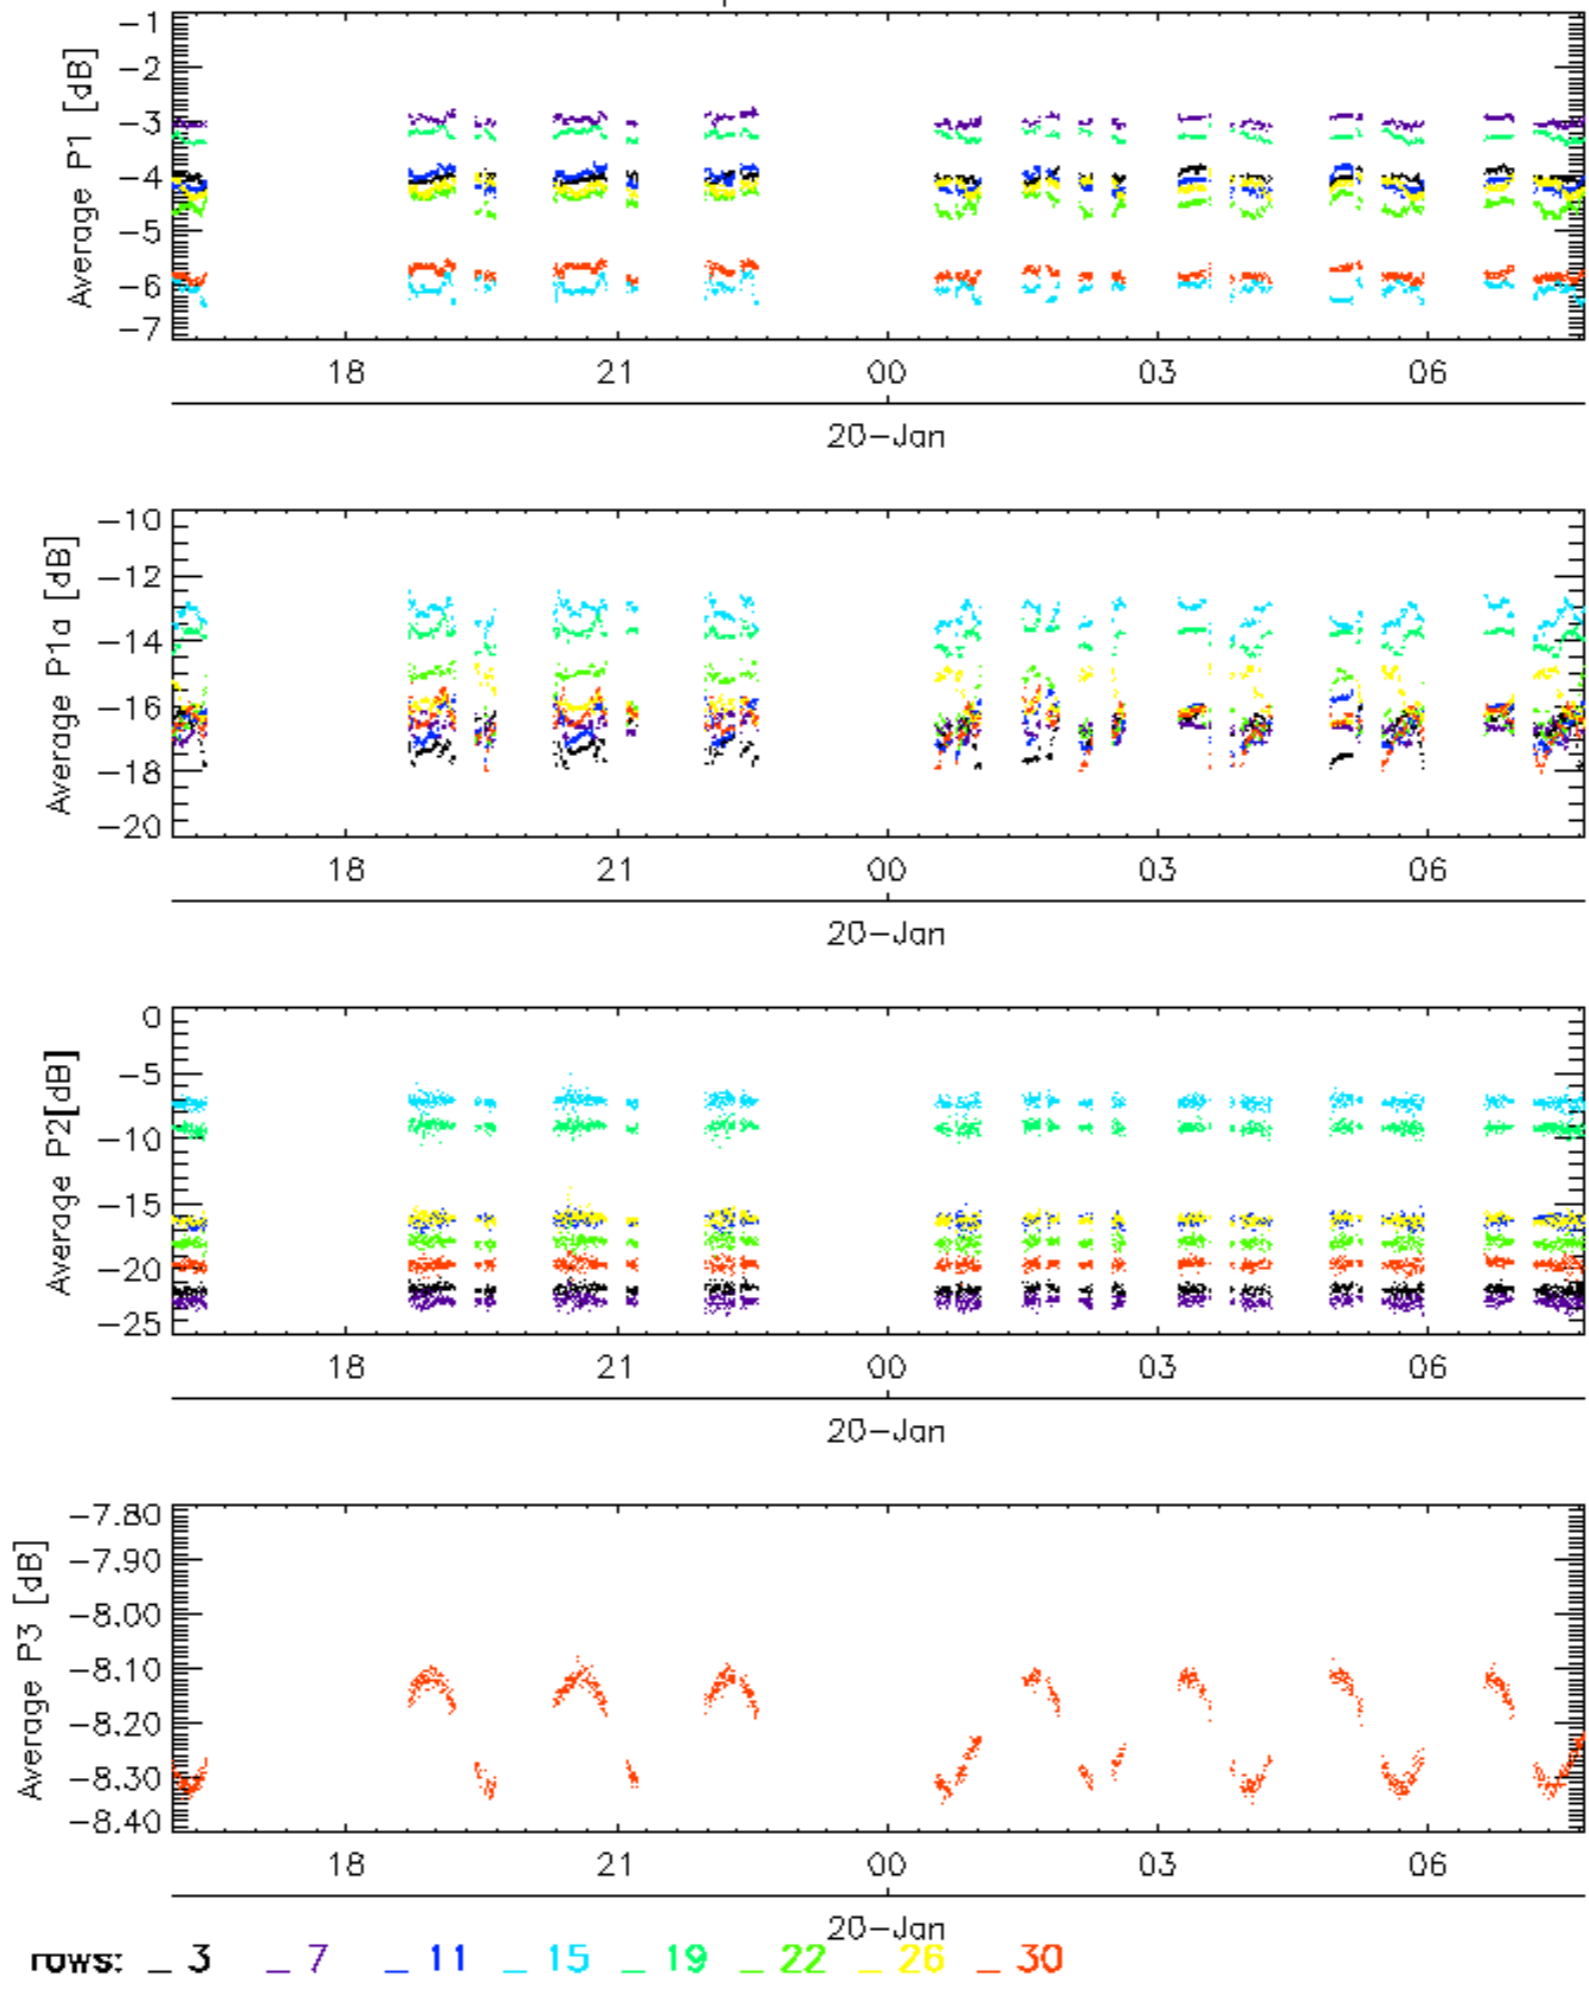 Average P1 [dB]
-1
-2
-3
-4
-5
-6
-7
18 21 00 03 06
20-Jan
Average P1a [dB]
-10
-12
-14
-16
-18
-20
18 21 00 03 06
20-Jan
Average P2[dB]
0
-5
-10
-15
-20
-25
18 21 00 03 06
20-Jan
Average P3 [dB]
-7.80
-7.90
-8.00
-8.10
-8.20
-8.30
-8.40
18 21 00 03 06
20-Jan
rows: _ 3 _ 7 _ 11 _ 15 _ 19 _ 22 _ 26 _ 30